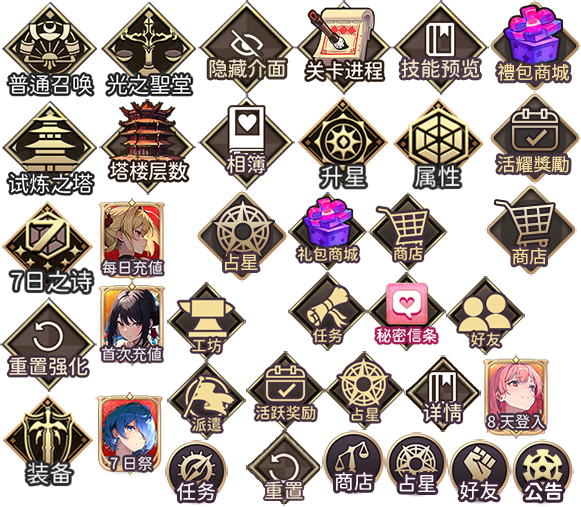 普通召唤
光之聖堂
隐藏介面
关卡进程
技能预览
禮包商城
试炼之塔
塔楼层数
相簿
升星
属性
活耀獎勵
7日之诗
每日充値
占星
礼包商城
商店
商店
重置强化
首次充値
工坊
任务
秘密信条
好友
装备
7日祭
派遣
活跃奖励
占星
详情
8天登入
任务
重置
商店
占星
好友
公告